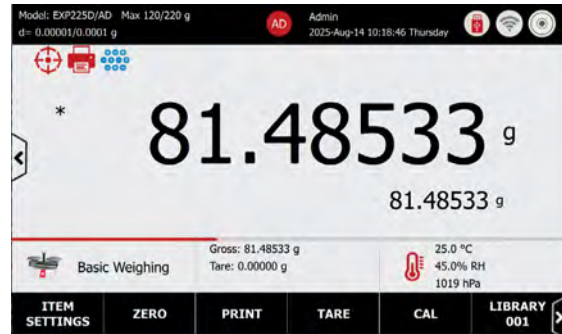 Model: EXP225D/AD Max 120/220 g
d= 0.00001/0.0001 g
AD
Admin
2025-Aug-14 10:18:46 Thursday
*
81.48533 g
81.48533 g
Basic Weighing
Gross: 81.48533 g
Tare: 0.00000 g
25.0 °C
45.0% RH
1019 hPa
ITEM SETTINGS
ZERO
PRINT
TARE
CAL
LIBRARY 001